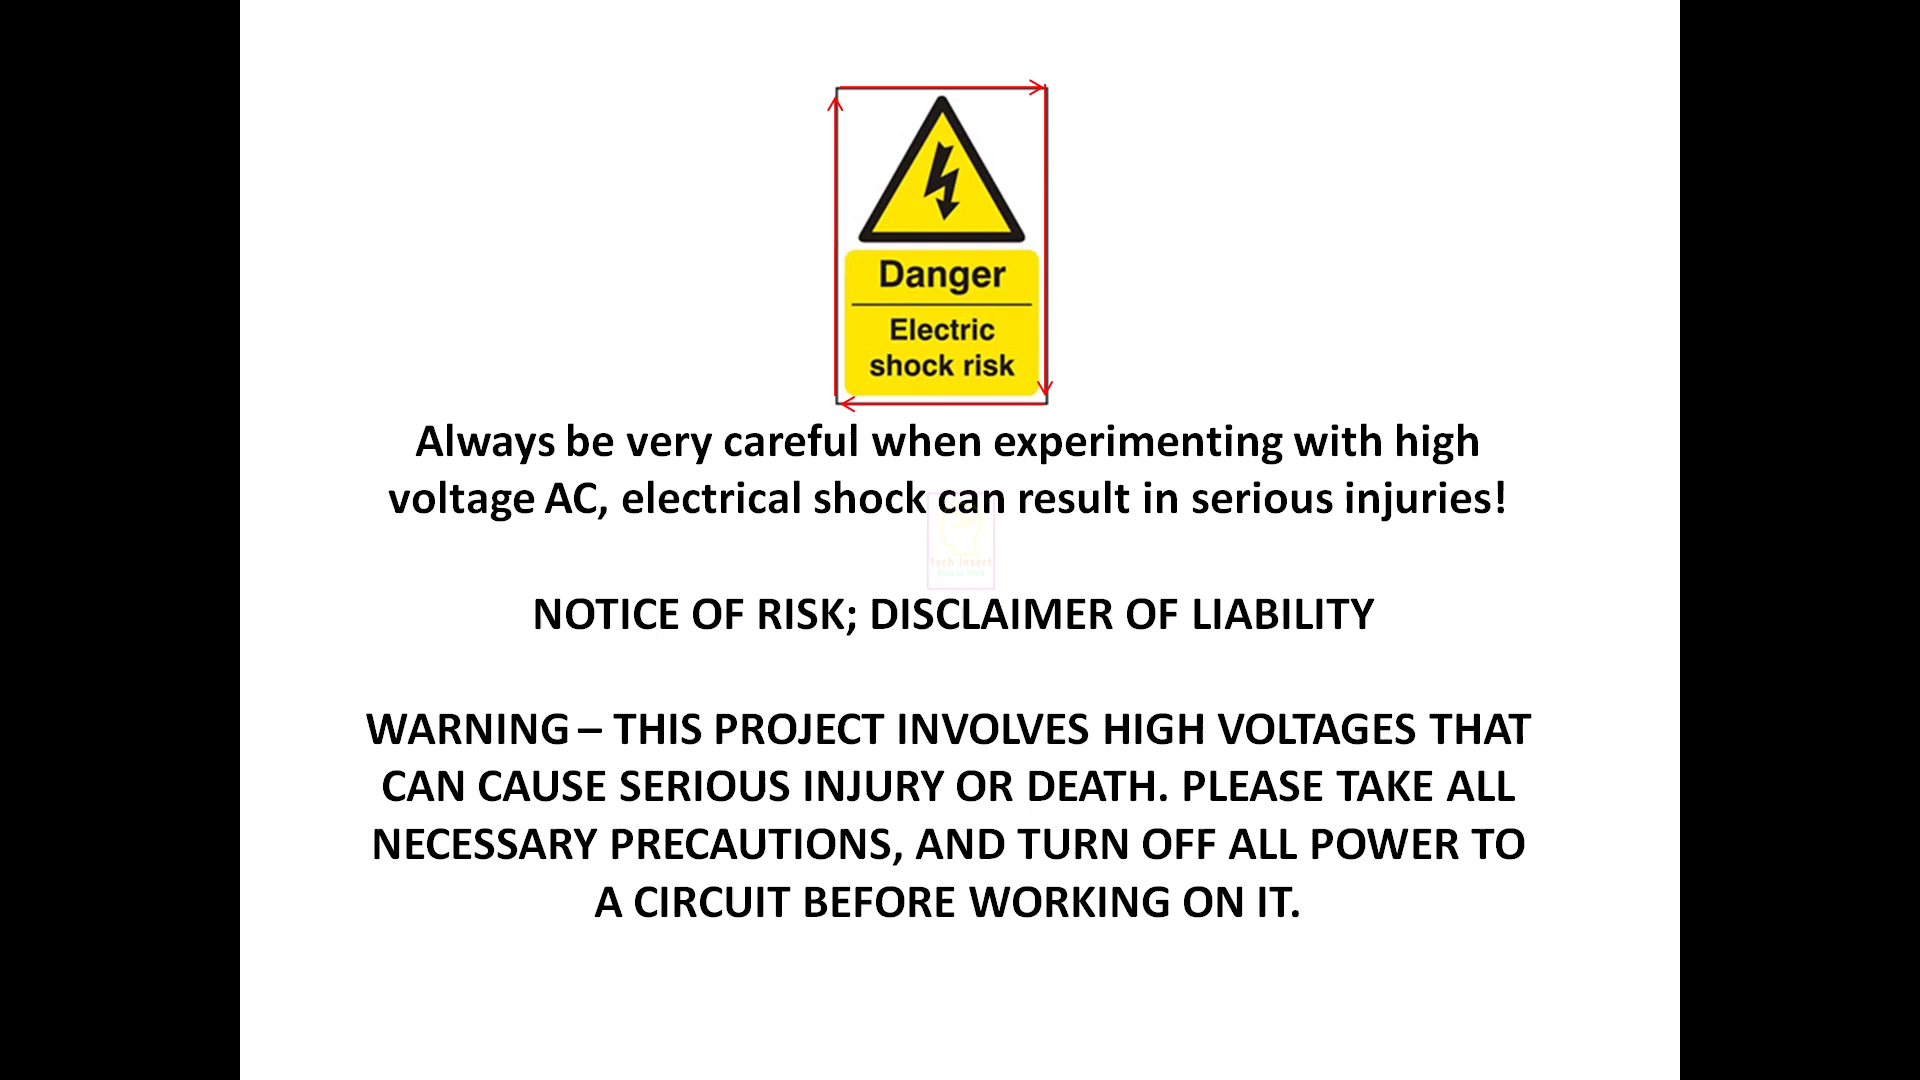 Danger
Electric
shock risk
Always be very careful when experimenting with high
voltage AC, electrical shock can result in serious injuries!
Tech Insert
NOTICE OF RISK; DISCLAIMER OF LIABILITY
WARNING – THIS PROJECT INVOLVES HIGH VOLTAGES THAT
CAN CAUSE SERIOUS INJURY OR DEATH. PLEASE TAKE ALL
NECESSARY PRECAUTIONS, AND TURN OFF ALL POWER TO
A CIRCUIT BEFORE WORKING ON IT.